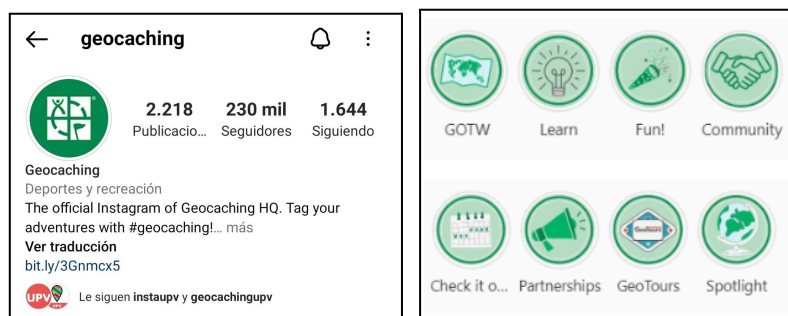 geocaching
2.218 230 mil 1.644
Publicacio... Seguidores Siguiendo
Geocaching
Deportes y recreación
The official Instagram of Geocaching HQ. Tag your
adventures with #geocaching!... más
Ver traducción
bit.ly/3Gnmcx5
UPV
Le siguen instaupv y geocachingupv
GOTW Learn Fun! Community
GeoTours
Check it o... Partnerships GeoTours Spotlight